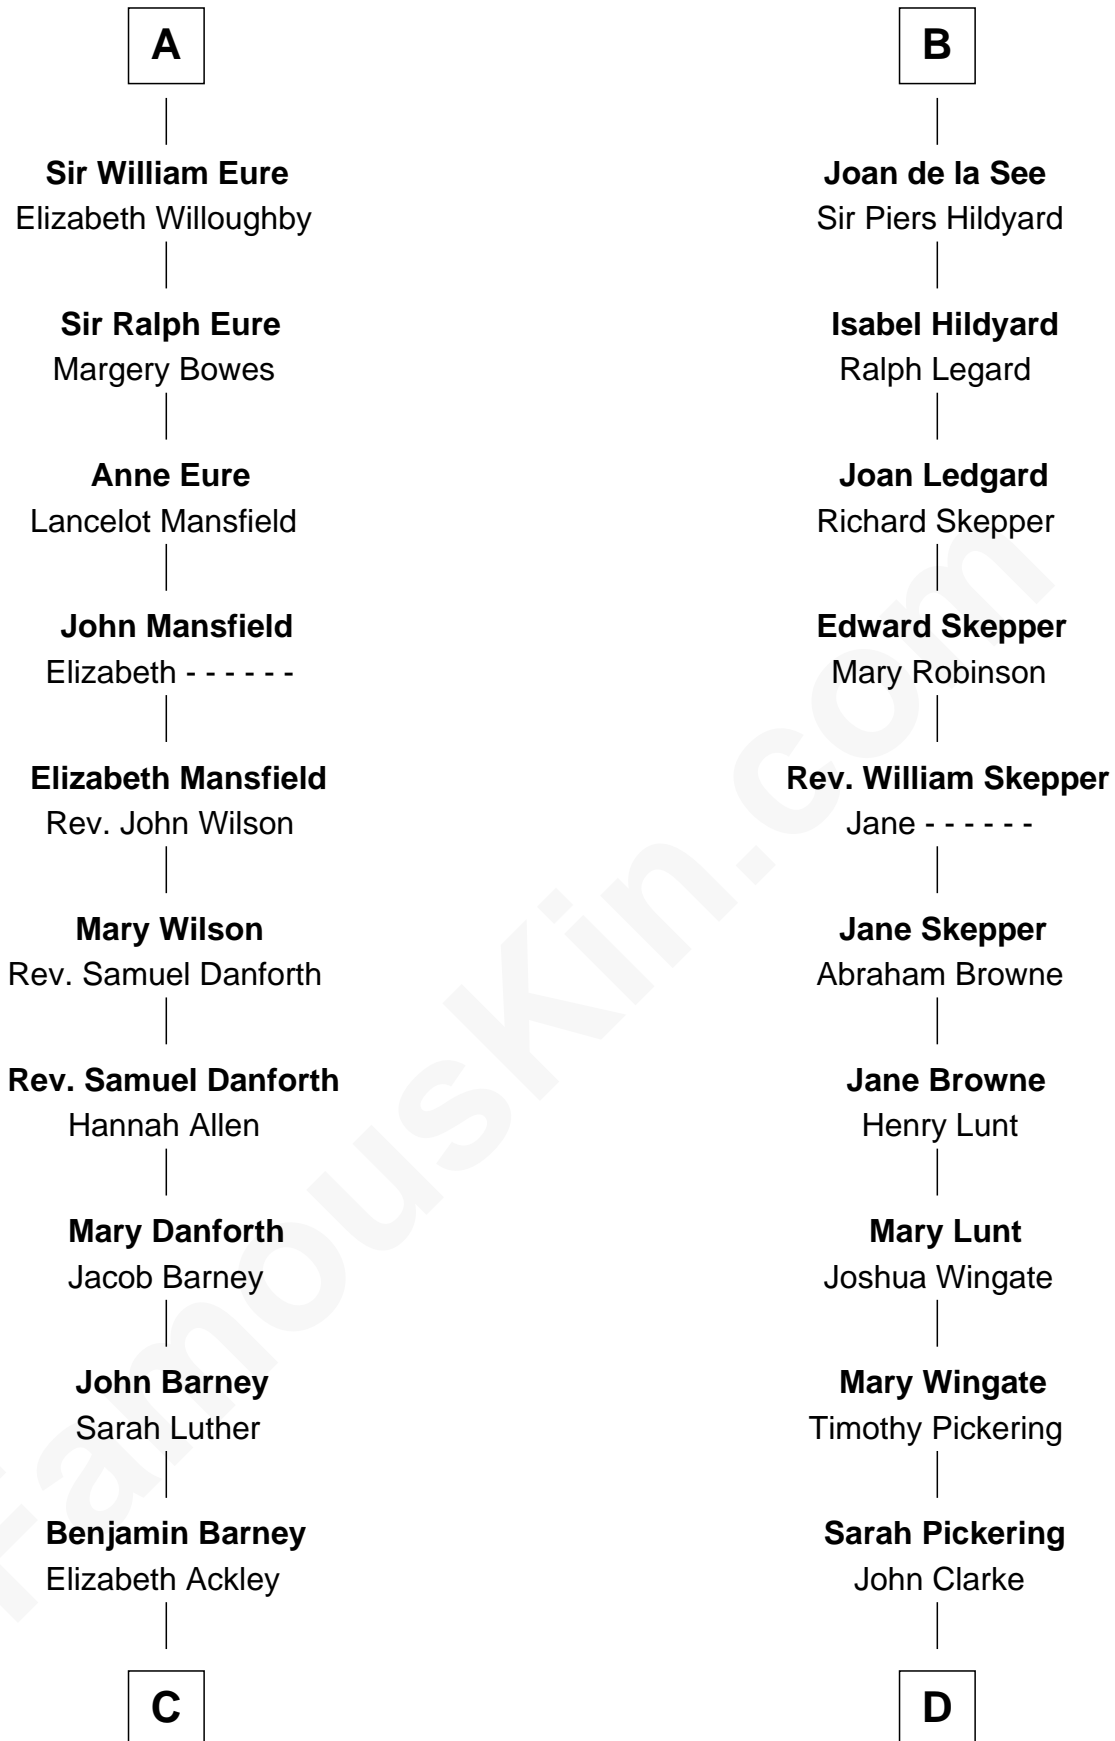 A
Sir William Eure
Elizabeth Willoughby
Sir Ralph Eure
Margery Bowes
Anne Eure
Lancelot Mansfield
John Mansfield
Elizabeth - - - - - -
Elizabeth Mansfield
Rev. John Wilson
Mary Wilson
Rev. Samuel Danforth
Rev. Samuel Danforth
Hannah Allen
Mary Danforth
Jacob Barney
John Barney
Sarah Luther
Benjamin Barney
Elizabeth Ackley
C
B
Joan de la See
Sir Piers Hildyard
Isabel Hildyard
Ralph Legard
Joan Ledgard
Richard Skepper
Edward Skepper
Mary Robinson
Rev. William Skepper
Jane - - - - - -
Jane Skepper
Abraham Browne
Jane Browne
Henry Lunt
Mary Lunt
Joshua Wingate
Mary Wingate
Timothy Pickering
Sarah Pickering
John Clarke
D
FamousKin.com